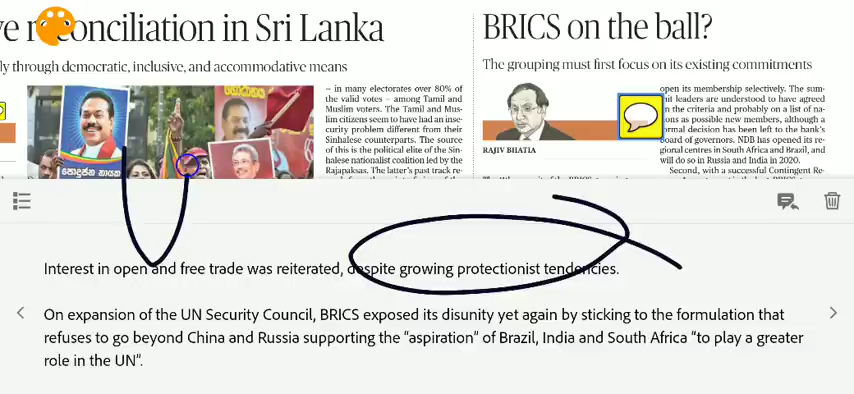 ve reconciliation in Sri Lanka
ly through democratic, inclusive, and accommodative means
– in many electorates over 80% of
the valid votes – among Tamil and
Muslim voters. The Tamil and Mus-
lim citizens seem to have had an inse-
curity problem different from their
Sinhalese counterparts. The source
of this is the political elite of the Sin-
halese nationalist coalition led by the
Rajapaksas. The latter's past track re-
BRICS on the ball?
The grouping must first focus on its existing commitments
RAJIV BHATIA
open its membership selectively. The sum-
mit leaders are understood to have agreed
on the criteria and probably on a list of na-
ions as possible new members, although a
ormal decision has been left to the bank's
board of governors. NDB has opened its re-
gional centres in South Africa and Brazil, and
will do so in Russia and India in 2020.
Second, with a successful Contingent Re-
Interest in open and free trade was reiterated, despite growing protectionist tendencies.
On expansion of the UN Security Council, BRICS exposed its disunity yet again by sticking to the formulation that
refuses to go beyond China and Russia supporting the “aspiration” of Brazil, India and South Africa “to play a greater
role in the UN”.